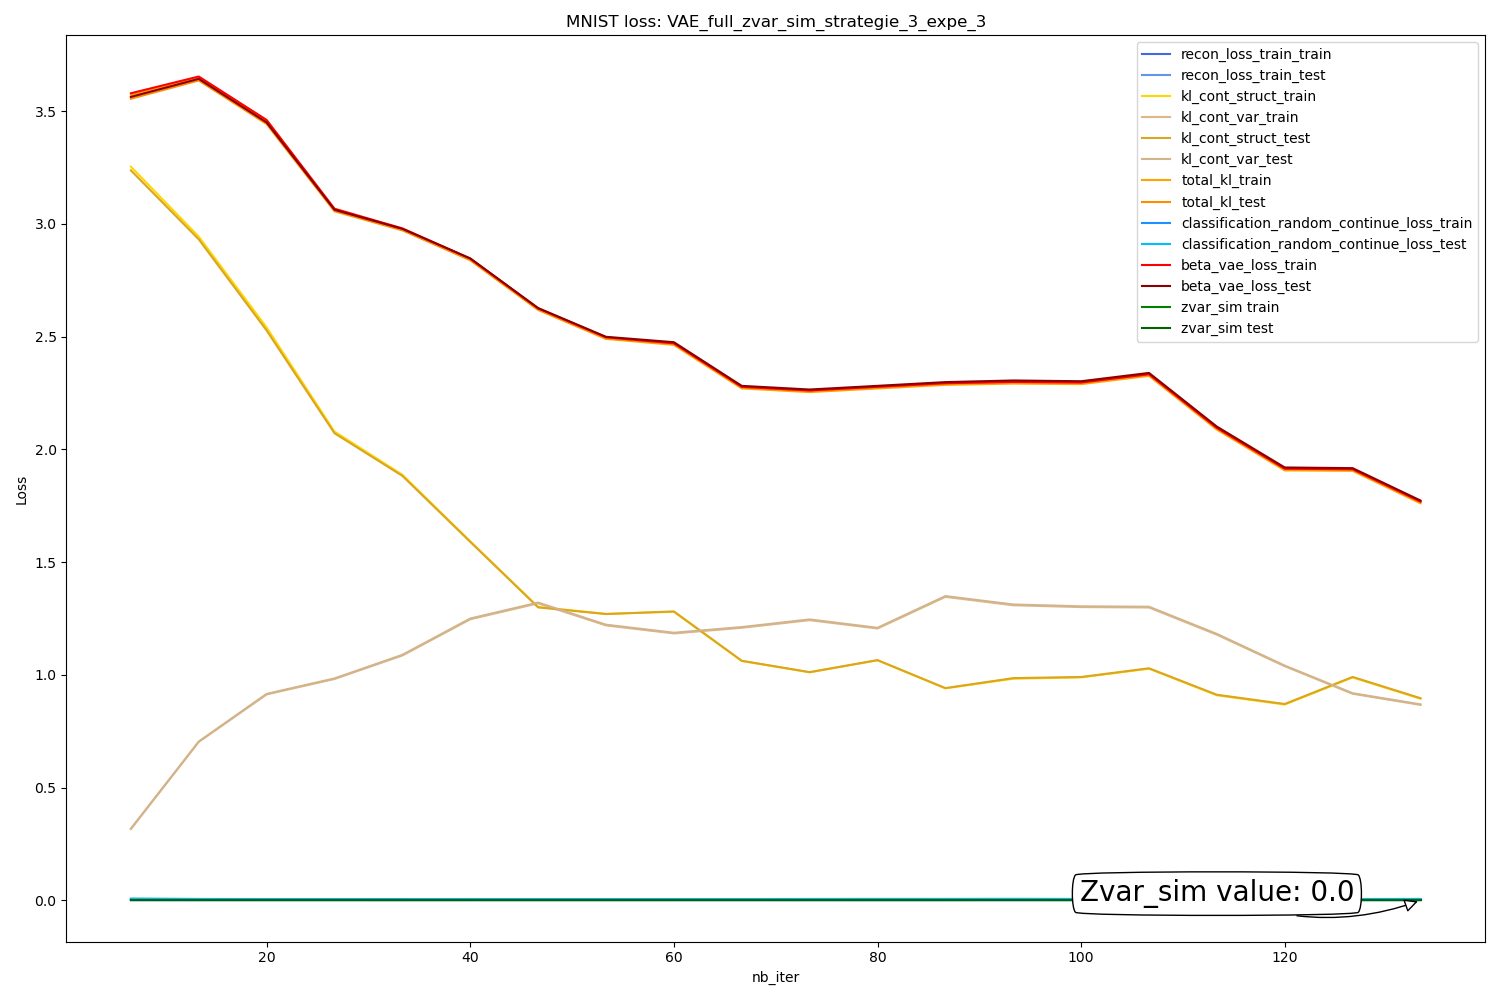 MNIST loss: VAE_full_zvar_sim_strategie_3_expe_3
recon_loss_train_train
recon_loss_train_test
kl_cont_struct_train
kl_cont_var_train
kl_cont_struct_test
kl_cont_var_test
total_kl_train
total_kl_test
classification_random_continue_loss_train
classification_random_continue_loss_test
beta_vae_loss_train
beta_vae_loss_test
zvar_sim train
zvar_sim test
3.5
3.0
2.5
2.0
1.5
1.0
0.5
0.0
Loss
Zvar_sim value: 0.0
20
40
60
80
100
120
nb_iter